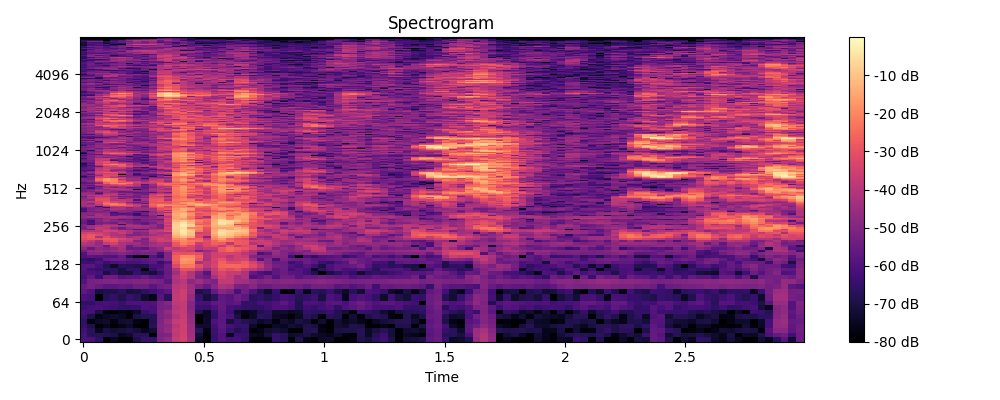 Spectrogram
4096
2048
1024
512
256
128
64
0
Hz
0
0.5
1
1.5
2
2.5
Time
-10 dB
-20 dB
-30 dB
-40 dB
-50 dB
-60 dB
-70 dB
-80 dB